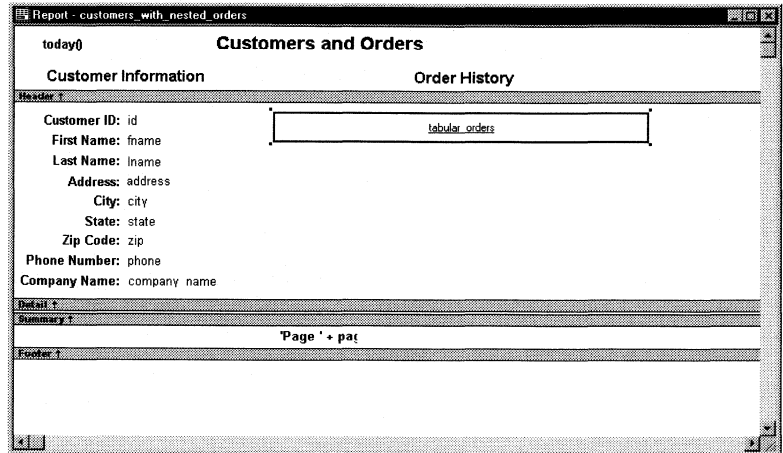 Report - customers_with_nested_orders
today() Customers and Orders
Customer Information Order History
Header ↑
Customer ID: id
tabular_orders
First Name: fname
Last Name: lname
Address: address
City: city
State: state
Zip Code: zip
Phone Number: phone
Company Name: company_name
Detail ↑
Summary ↑
'Page ' + pag
Footer ↑